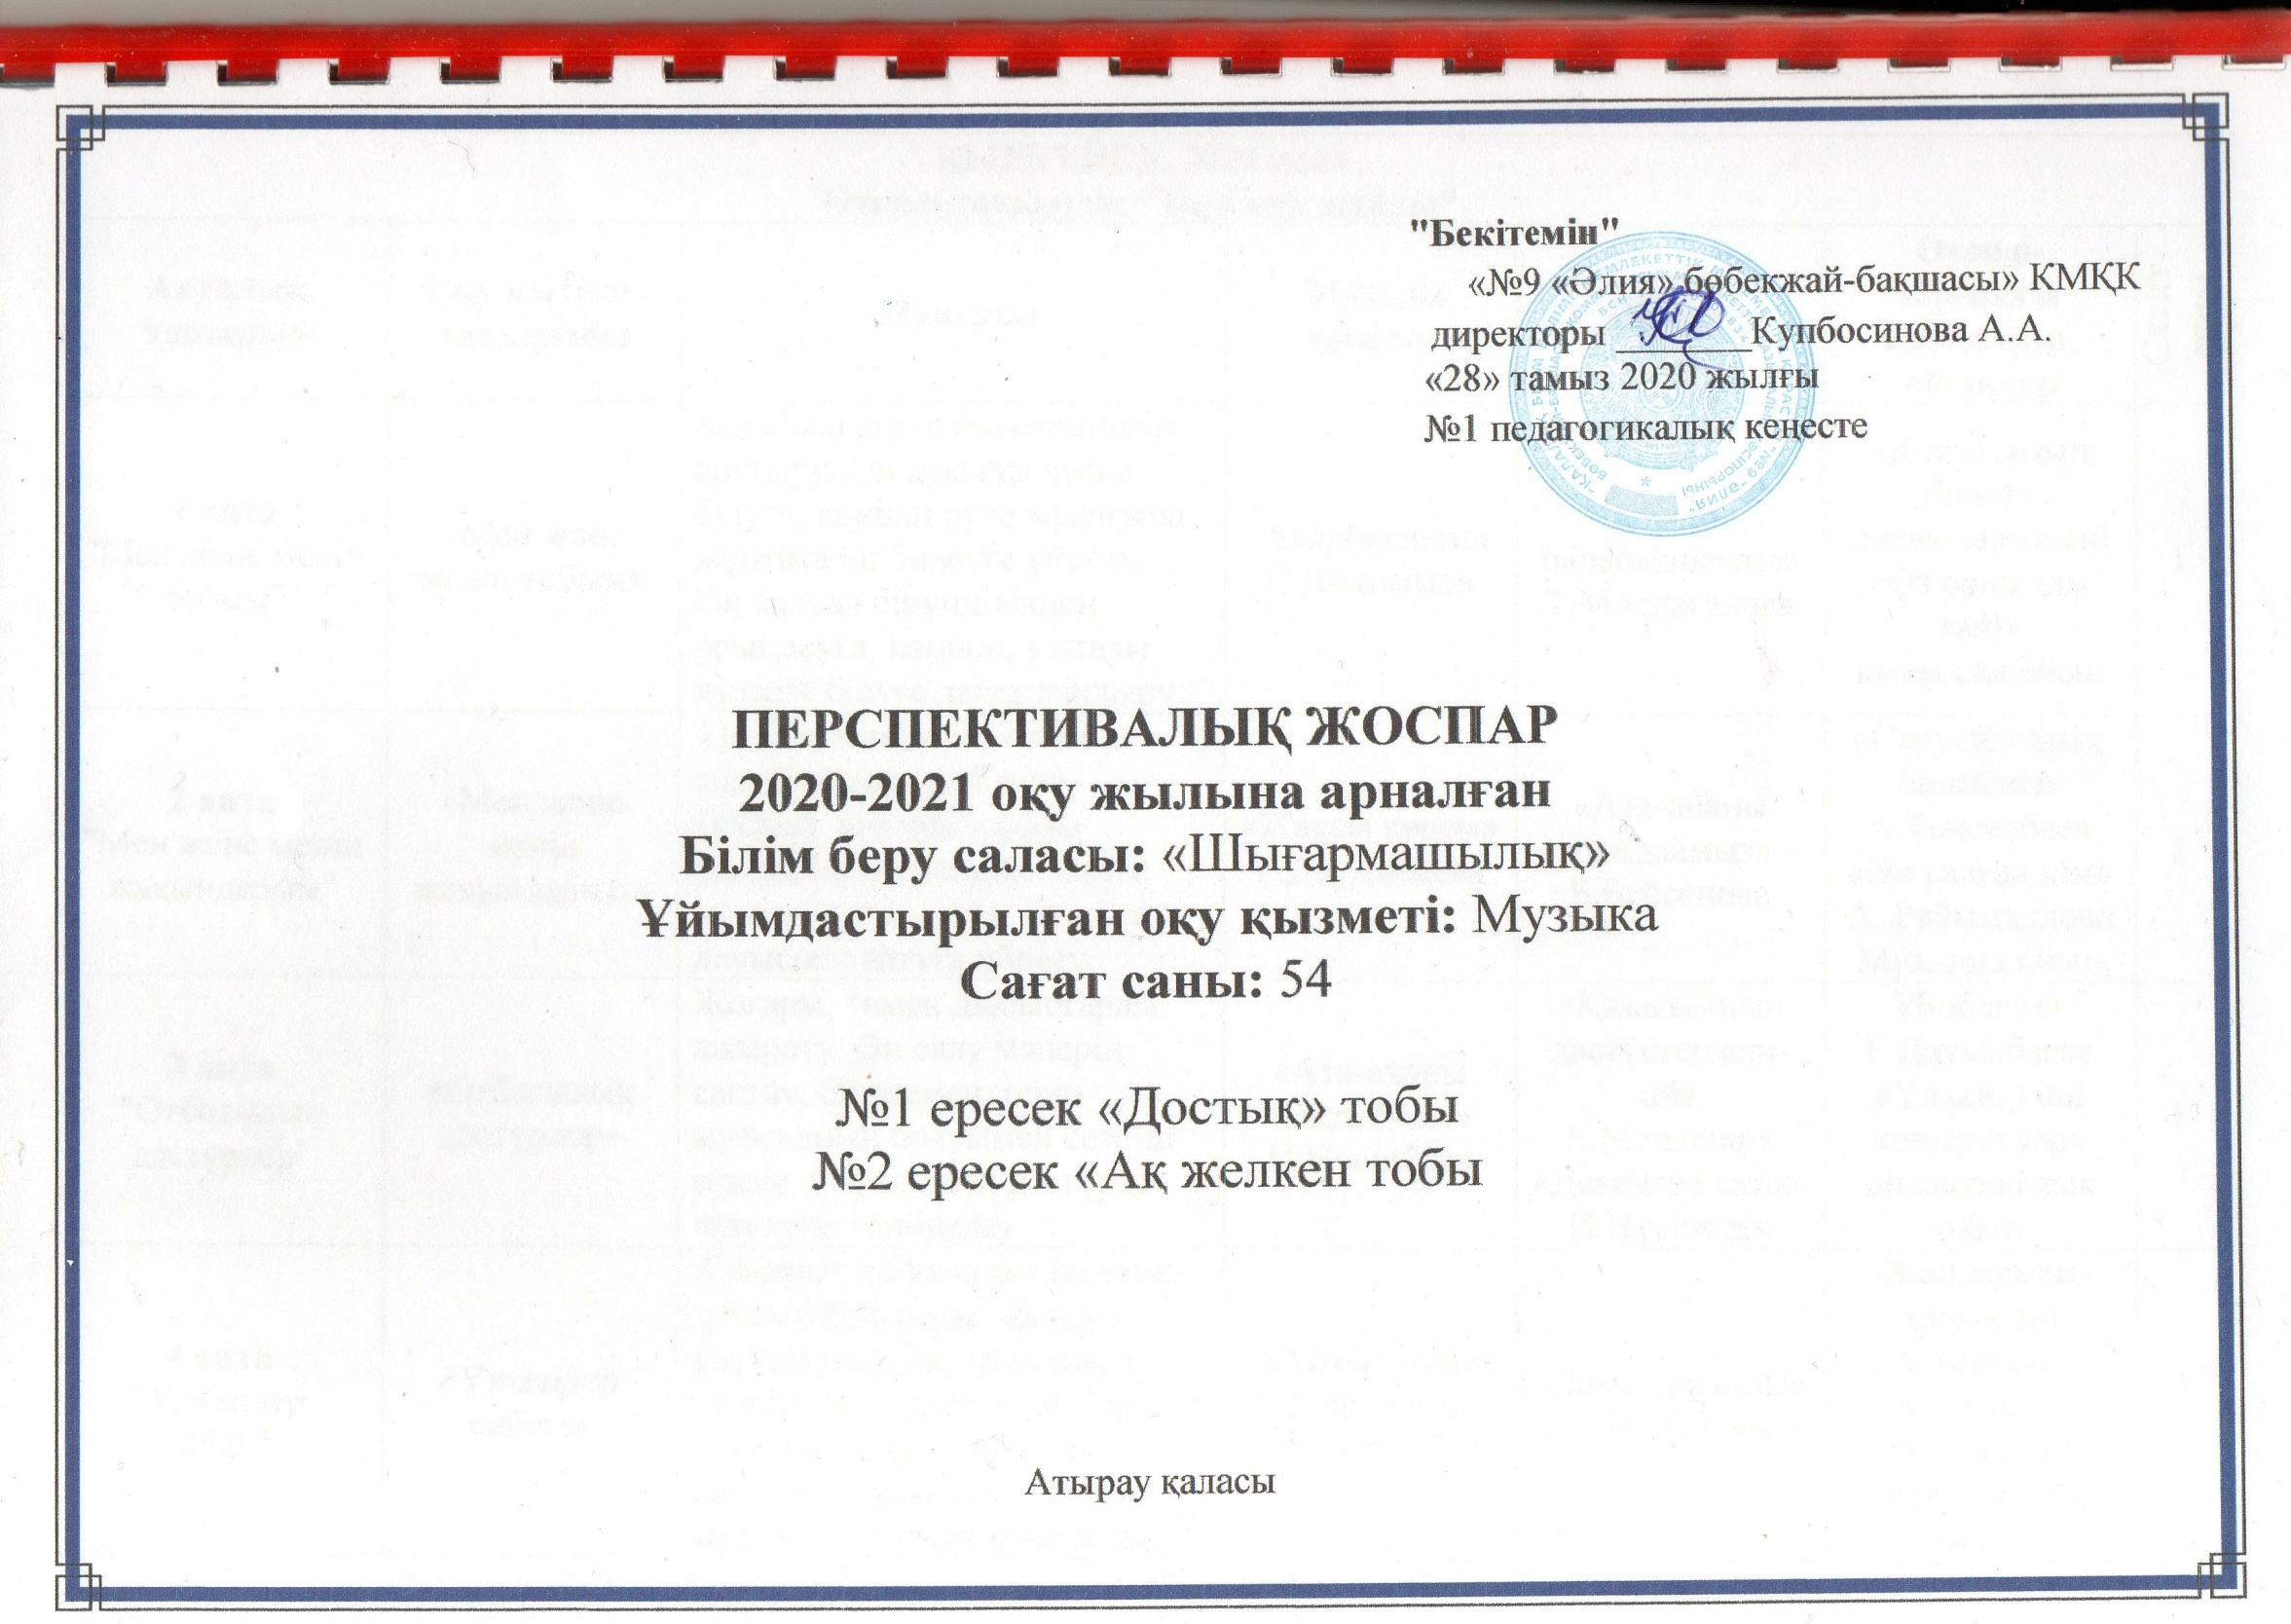 "Бекітемін"
«№9 «Әлия» бөбекжай-бақшасы» КМҚК
директоры ________Купбосинова А.А.
«28» тамыз 2020 жылғы
№1 педагогикалық кеңесте
ПЕРСПЕКТИВАЛЫҚ ЖОСПАР
2020-2021 оқу жылына арналған
Білім беру саласы: «Шығармашылық»
Ұйымдастырылған оқу қызметі: Музыка
Сағат саны: 54
№1 ересек «Достық» тобы
№2 ересек «Ақ желкен тобы
Атырау қаласы